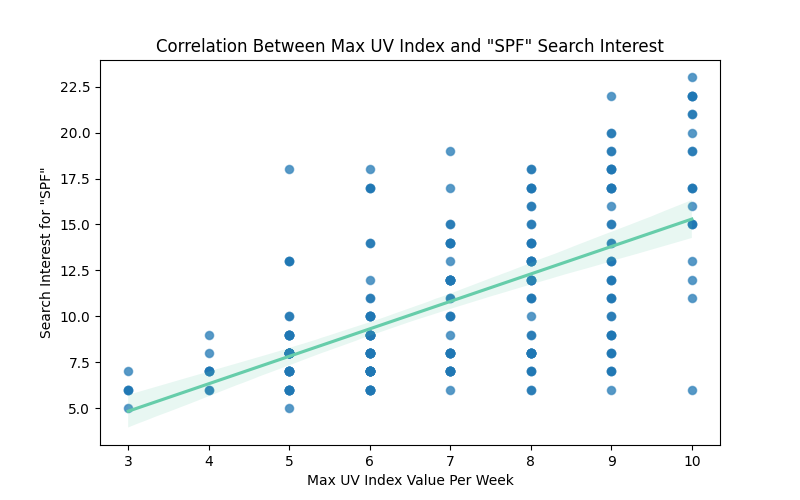 Correlation Between Max UV Index and "SPF" Search Interest
Search Interest for "SPF"
22.5
20.0
17.5
15.0
12.5
10.0
7.5
5.0
3 4 5 6 7 8 9 10
Max UV Index Value Per Week